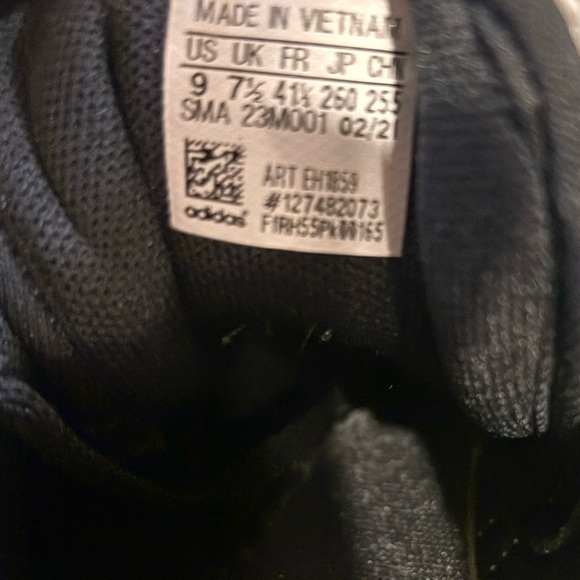 MADE IN VIETNAM
US UK FR JP CHN
9 7½ 41⅓ 260 255
SMA 23M001 02/21
ART EH1859
#127482073
adidas